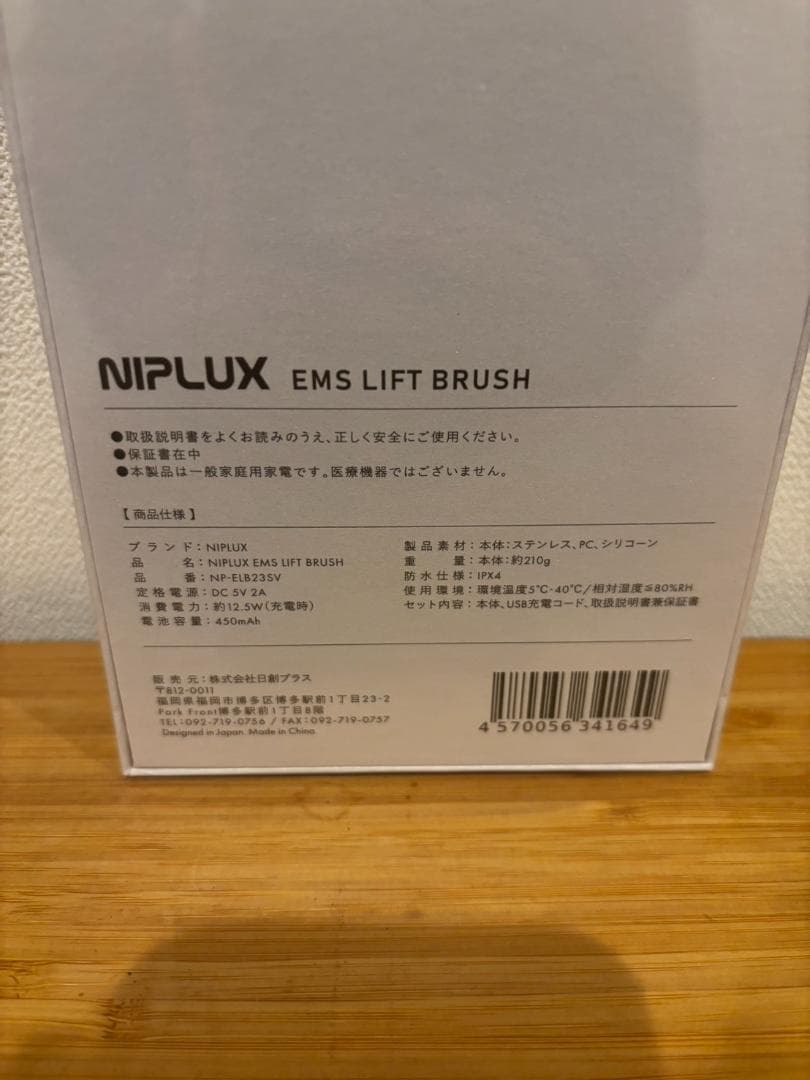 NIPLUX EMS LIFT BRUSH
●取扱説明書をよくお読みのうえ、正しく安全にご使用ください。
●保証書在中
●本製品は一般家庭用家電です。医療機器ではございません。
【商品仕様】
ブランド：NIPLUX
品名：NIPLUX EMS LIFT BRUSH
品番：NP-ELB23SV
定格電源：DC 5V 2A
消費電力：約12.5W（充電時）
電池容量：450mAh
製品素材：本体：ステンレス、PC、シリコーン
重量：本体：約210g
防水仕様：IPX4
使用環境：環境温度5℃-40℃/相対湿度≦80%RH
セット内容：本体、USB充電コード、取扱説明書兼保証書
販売元：株式会社日創プラス
〒812-0011
福岡県福岡市博多区博多駅前1丁目23-2
Park Front博多駅前1丁目8階
TEL：092-719-0756 / FAX：092-719-0757
Designed in Japan. Made in China
4 570056 341649